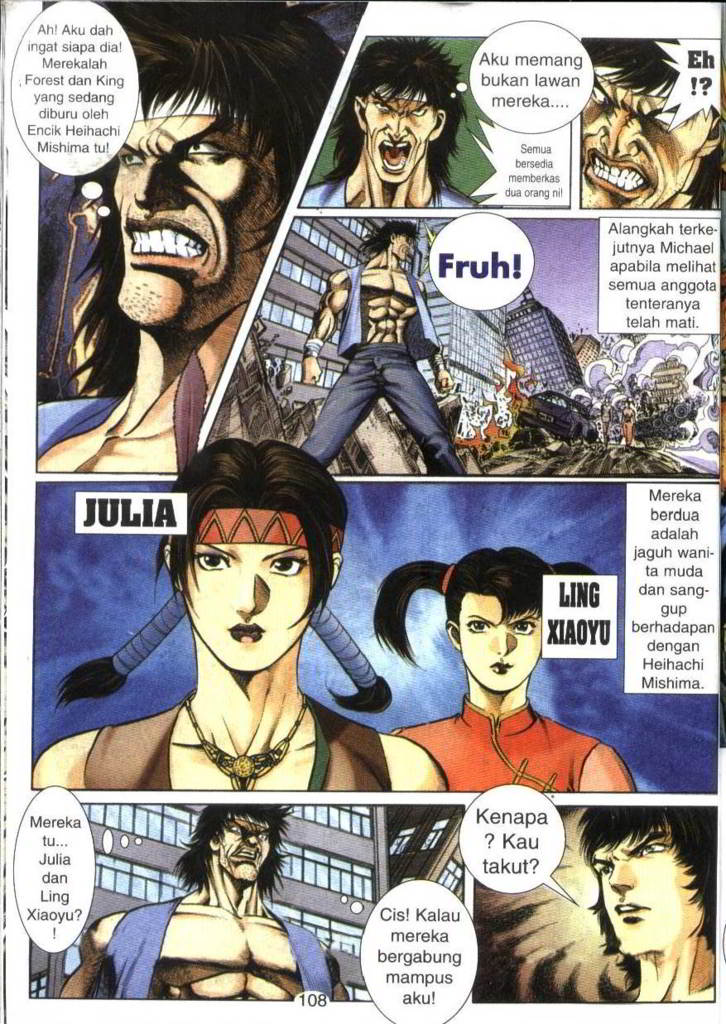 Ah! Aku dah
ingat siapa dia!
Merekalah
Forest dan King
yang sedang
diburu oleh
Encik Heihachi
Mishima tu!
Aku memang
bukan lawan
mereka....
Semua
bersedia
memberkas
dua orang ni!
Eh
!?
Fruh!
Alangkah terke-
jutnya Michael
apabila melihat
semua anggota
tenteranya
telah mati.
JULIA
LING
XIAOYU
Mereka
berdua
adalah
jaguh wani-
ta muda
dan sang-
gup
berhadapan
dengan
Heihachi
Mishima.
Mereka
tu...
Julia
dan
Ling
Xiaoyu?
!
Cis! Kalau
mereka
bergabung
mampus
aku!
Kenapa
? Kau
takut?
108